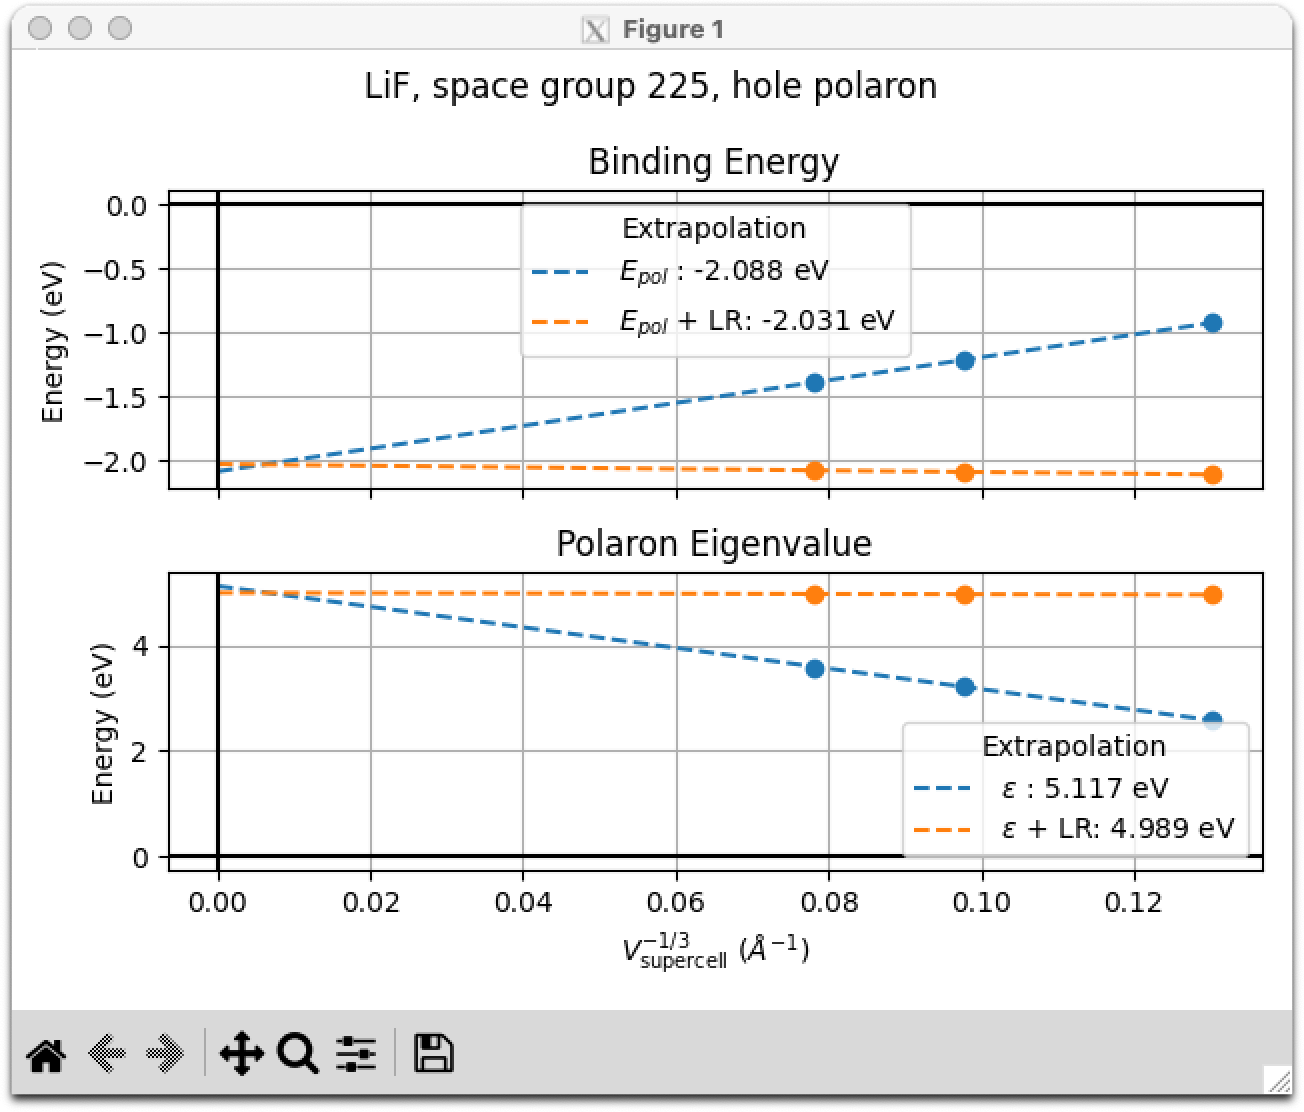 Figure 1
LiF, space group 225, hole polaron
Binding Energy
Energy (eV)
0.0
−0.5
−1.0
−1.5
−2.0
Extrapolation
E_pol : -2.088 eV
E_pol + LR: -2.031 eV
Polaron Eigenvalue
Energy (eV)
4
2
0
Extrapolation
ε : 5.117 eV
ε + LR: 4.989 eV
0.00 0.02 0.04 0.06 0.08 0.10 0.12
V_supercell^−1/3 (Å^−1)